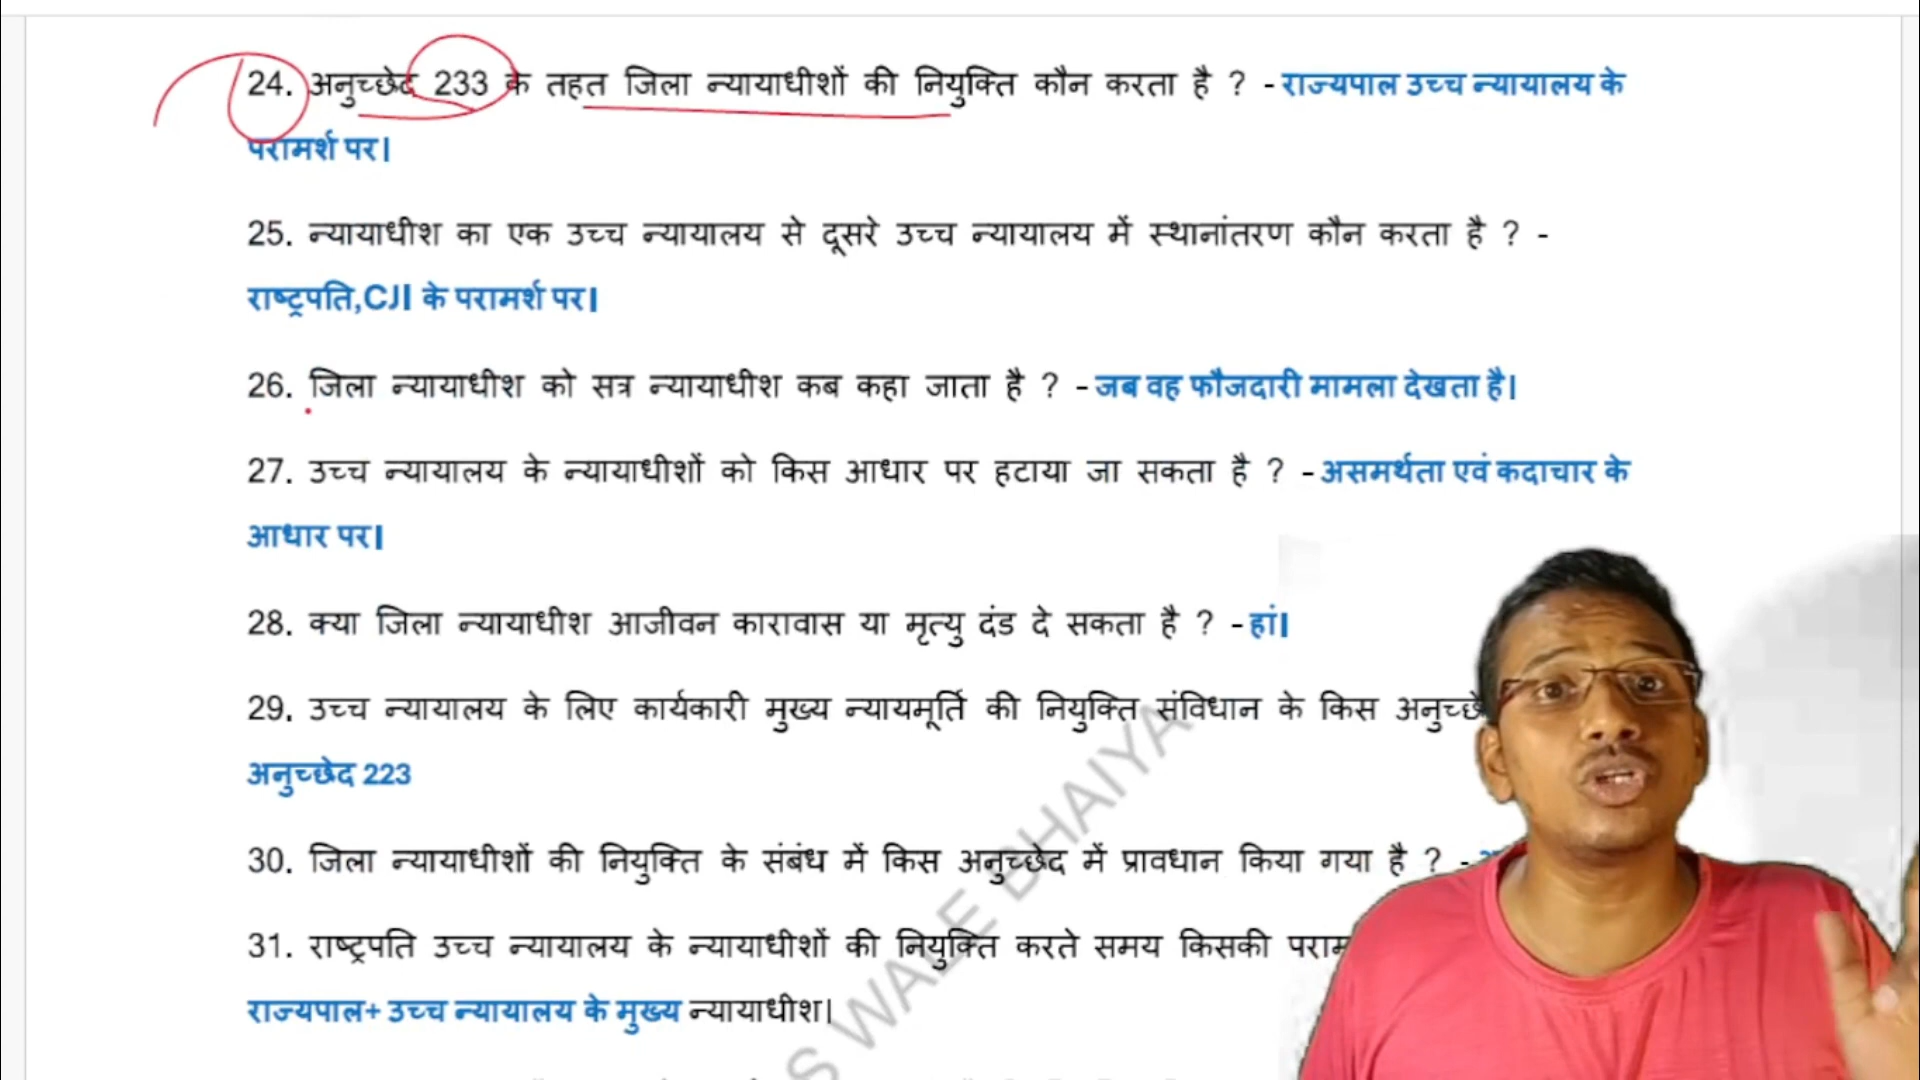 24. अनुच्छेद 233 के तहत जिला न्यायाधीशों की नियुक्ति कौन करता है ? - राज्यपाल उच्च न्यायालय के
परामर्श पर।
25. न्यायाधीश का एक उच्च न्यायालय से दूसरे उच्च न्यायालय में स्थानांतरण कौन करता है ? -
राष्ट्रपति,CJI के परामर्श पर।
26. जिला न्यायाधीश को सत्र न्यायाधीश कब कहा जाता है ? - जब वह फौजदारी मामला देखता है।
27. उच्च न्यायालय के न्यायाधीशों को किस आधार पर हटाया जा सकता है ? - असमर्थता एवं कदाचार के
आधार पर।
28. क्या जिला न्यायाधीश आजीवन कारावास या मृत्यु दंड दे सकता है ? - हां।
29. उच्च न्यायालय के लिए कार्यकारी मुख्य न्यायमूर्ति की नियुक्ति संविधान के किस
अनुच्छेद 223
30. जिला न्यायाधीशों की नियुक्ति के संबंध में किस अनुच्छेद में प्रावधान किया गया है ? -
31. राष्ट्रपति उच्च न्यायालय के न्यायाधीशों की नियुक्ति करते समय किसकी
राज्यपाल+ उच्च न्यायालय के मुख्य न्यायाधीश।
S WALE BHAIYA